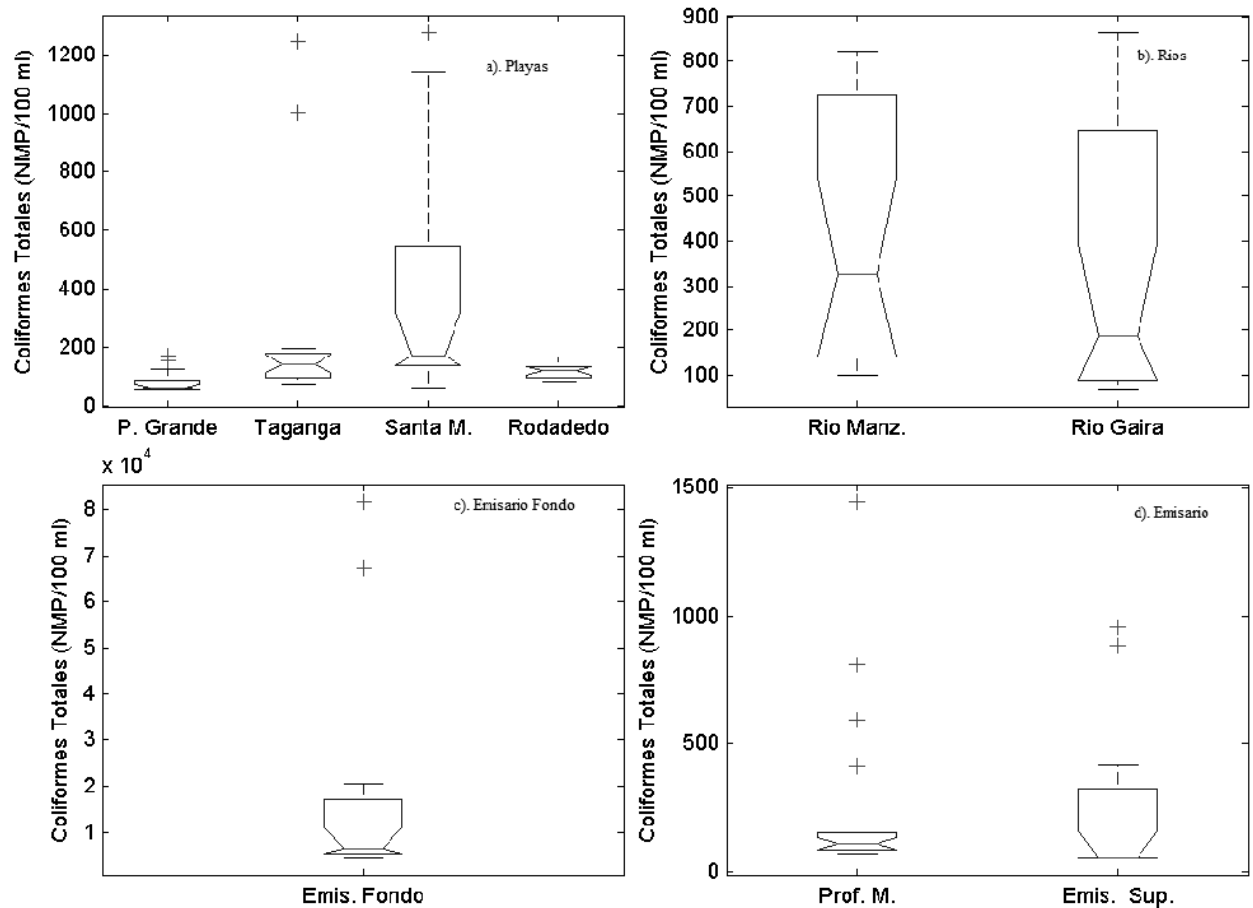 Coliformes Totales (NMP/100 ml)
1200
1000
800
600
400
200
0
a). Playas
P. Grande Taganga Santa M. Rodadedo
Coliformes Totales (NMP/100 ml)
900
800
700
600
500
400
300
200
100
b). Rios
Rio Manz. Rio Gaira
x 10^4
Coliformes Totales (NMP/100 ml)
8
7
6
5
4
3
2
1
c). Emisario Fondo
Emis. Fondo
Coliformes Totales (NMP/100 ml)
1500
1000
500
0
d). Emisario
Prof. M. Emis. Sup.